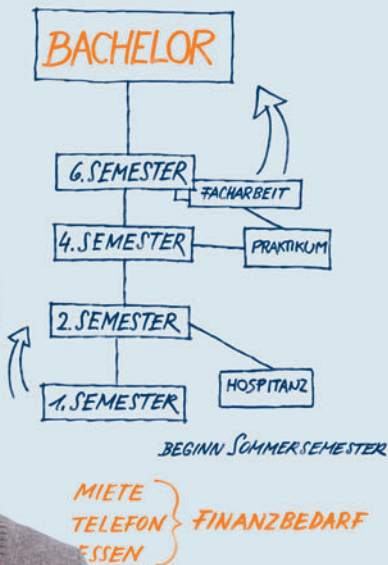 BACHELOR
6. SEMESTER
FACHARBEIT
4. SEMESTER
PRAKTIKUM
2. SEMESTER
HOSPITANZ
1. SEMESTER
BEGINN SOMMERSEMESTER
MIETE
TELEFON
ESSEN
FINANZBEDARF